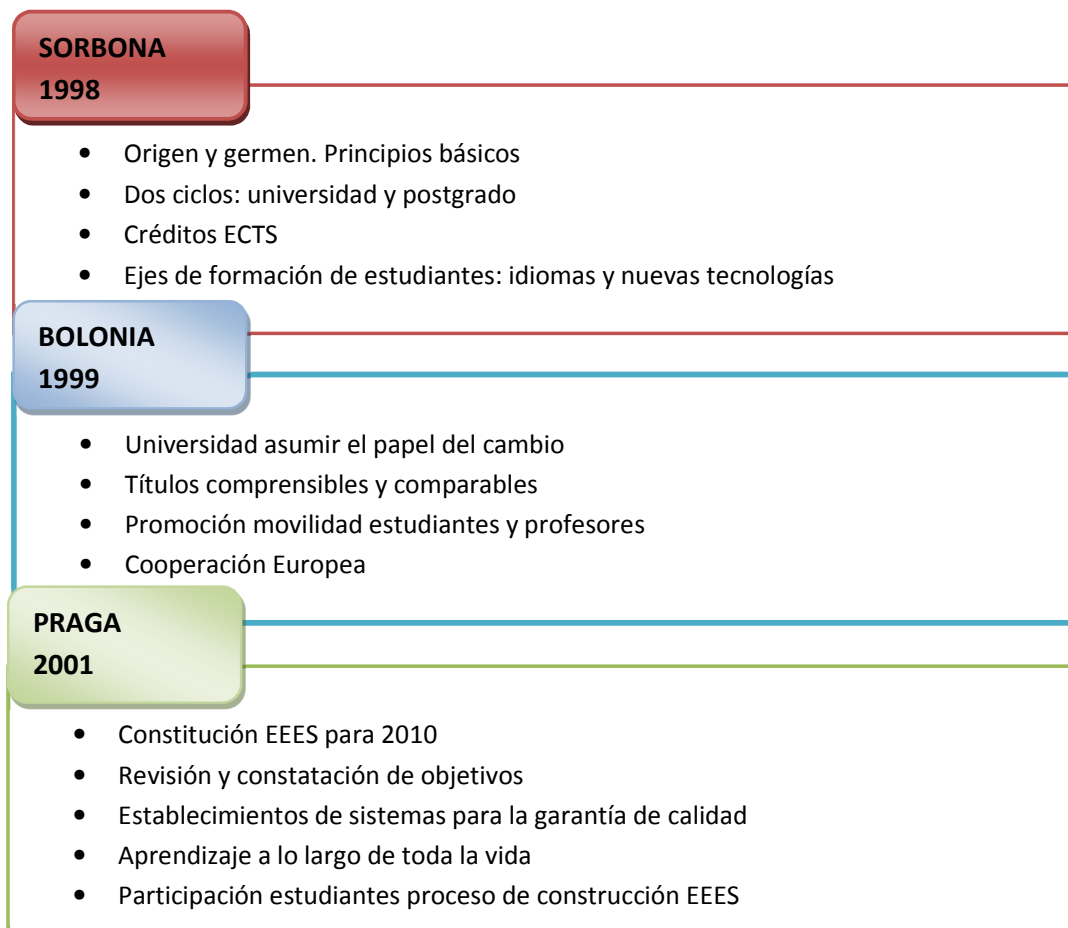 SORBONA
1998
• Origen y germen. Principios básicos
• Dos ciclos: universidad y postgrado
• Créditos ECTS
• Ejes de formación de estudiantes: idiomas y nuevas tecnologías
BOLONIA
1999
• Universidad asumir el papel del cambio
• Títulos comprensibles y comparables
• Promoción movilidad estudiantes y profesores
• Cooperación Europea
PRAGA
2001
• Constitución EEES para 2010
• Revisión y constatación de objetivos
• Establecimientos de sistemas para la garantía de calidad
• Aprendizaje a lo largo de toda la vida
• Participación estudiantes proceso de construcción EEES